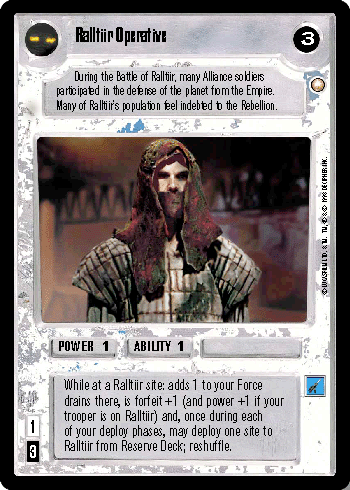 Ralltiir Operative
3
During the Battle of Ralltiir, many Alliance soldiers
participated in the defense of the planet from the Empire.
Many of Ralltiir's population feel indebted to the Rebellion.
POWER 1
ABILITY 1
While at a Ralltiir site: adds 1 to your Force
drains there, is forfeit +1 (and power +1 if your
trooper is on Ralltiir) and, once during each
of your deploy phases, may deploy one site to
Ralltiir from Reserve Deck; reshuffle.
1
3